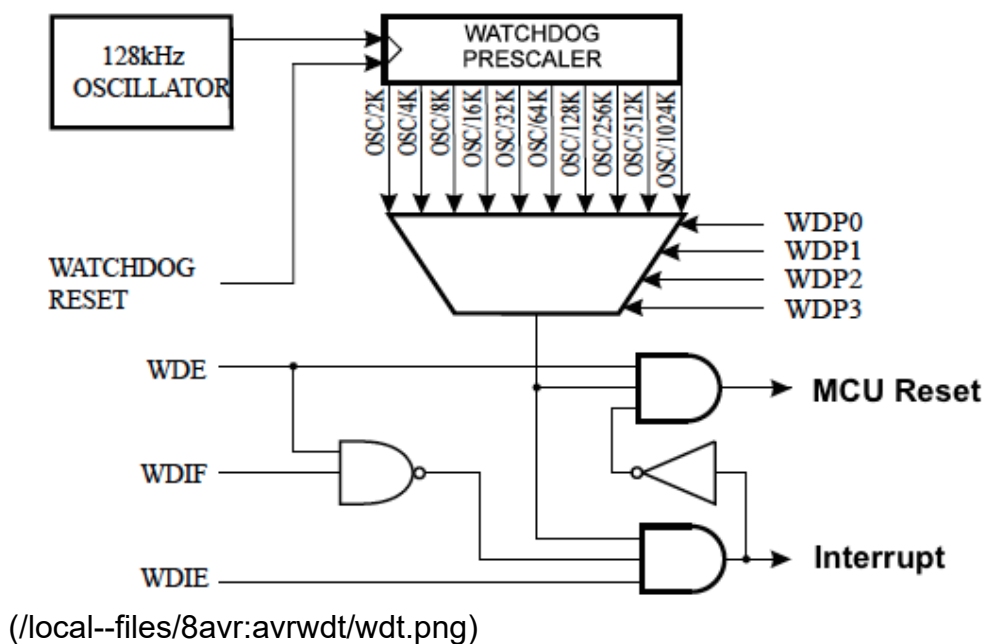 128kHz
OSCILLATOR
WATCHDOG
PRESCALER
OSC/2K
OSC/4K
OSC/8K
OSC/16K
OSC/32K
OSC/64K
OSC/128K
OSC/256K
OSC/512K
OSC/1024K
WDP0
WDP1
WDP2
WDP3
WATCHDOG
RESET
WDE
MCU Reset
WDIF
Interrupt
WDIE
(/local--files/8avr:avrwdt/wdt.png)